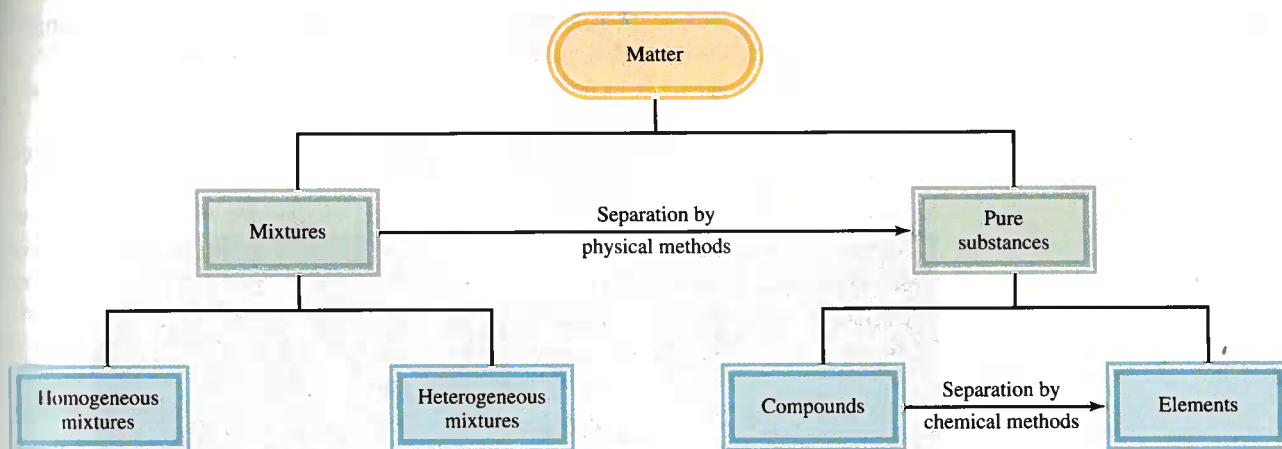 Matter
Mixtures
Separation by
physical methods
Pure
substances
Homogeneous
mixtures
Heterogeneous
mixtures
Compounds
Separation by
chemical methods
Elements